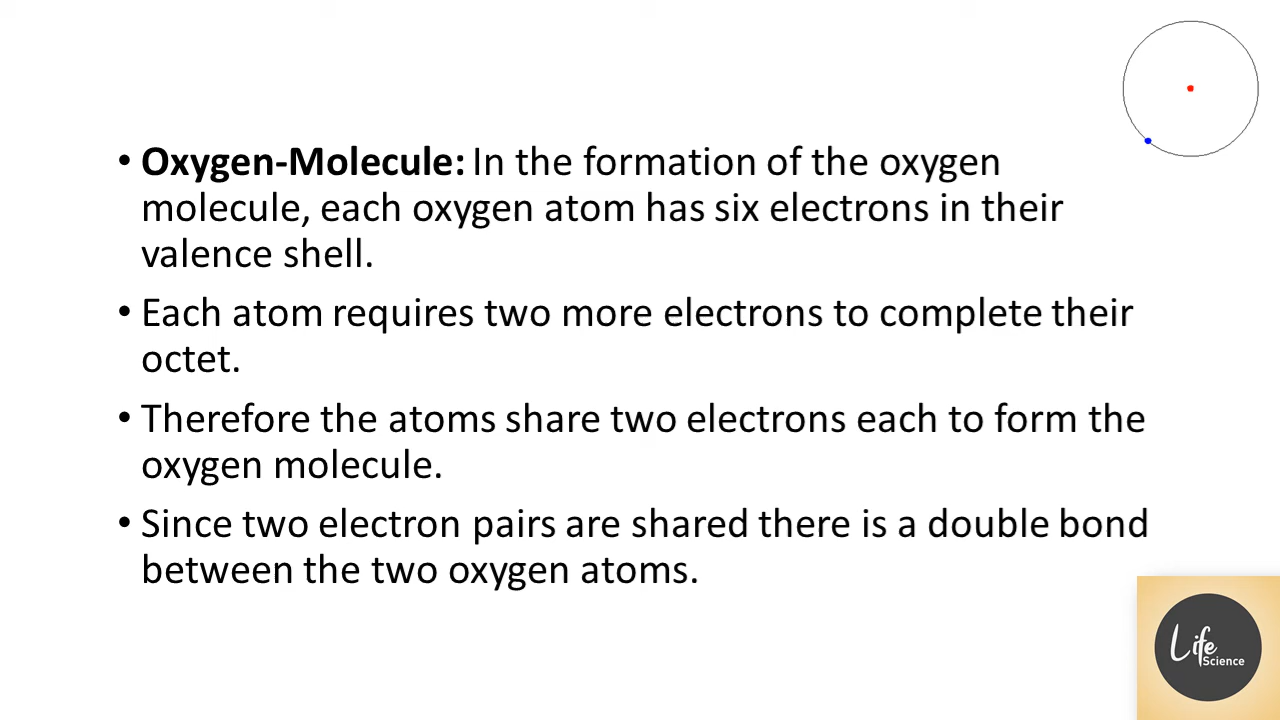 • Oxygen-Molecule: In the formation of the oxygen
molecule, each oxygen atom has six electrons in their
valence shell.
• Each atom requires two more electrons to complete their
octet.
• Therefore the atoms share two electrons each to form the
oxygen molecule.
• Since two electron pairs are shared there is a double bond
between the two oxygen atoms.
Life
Science